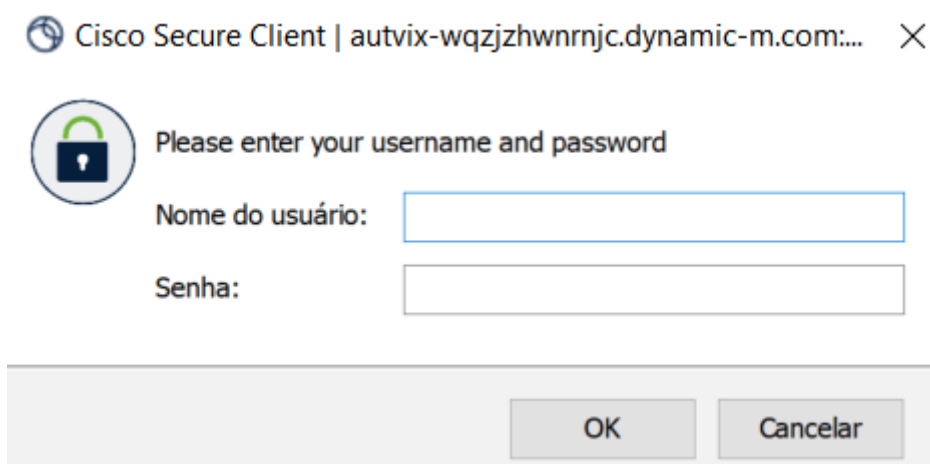 Cisco Secure Client | autvix-wqzjzhwnrnjc.dynamic-m.com:...
Please enter your username and password
Nome do usuário:
Senha:
OK Cancelar